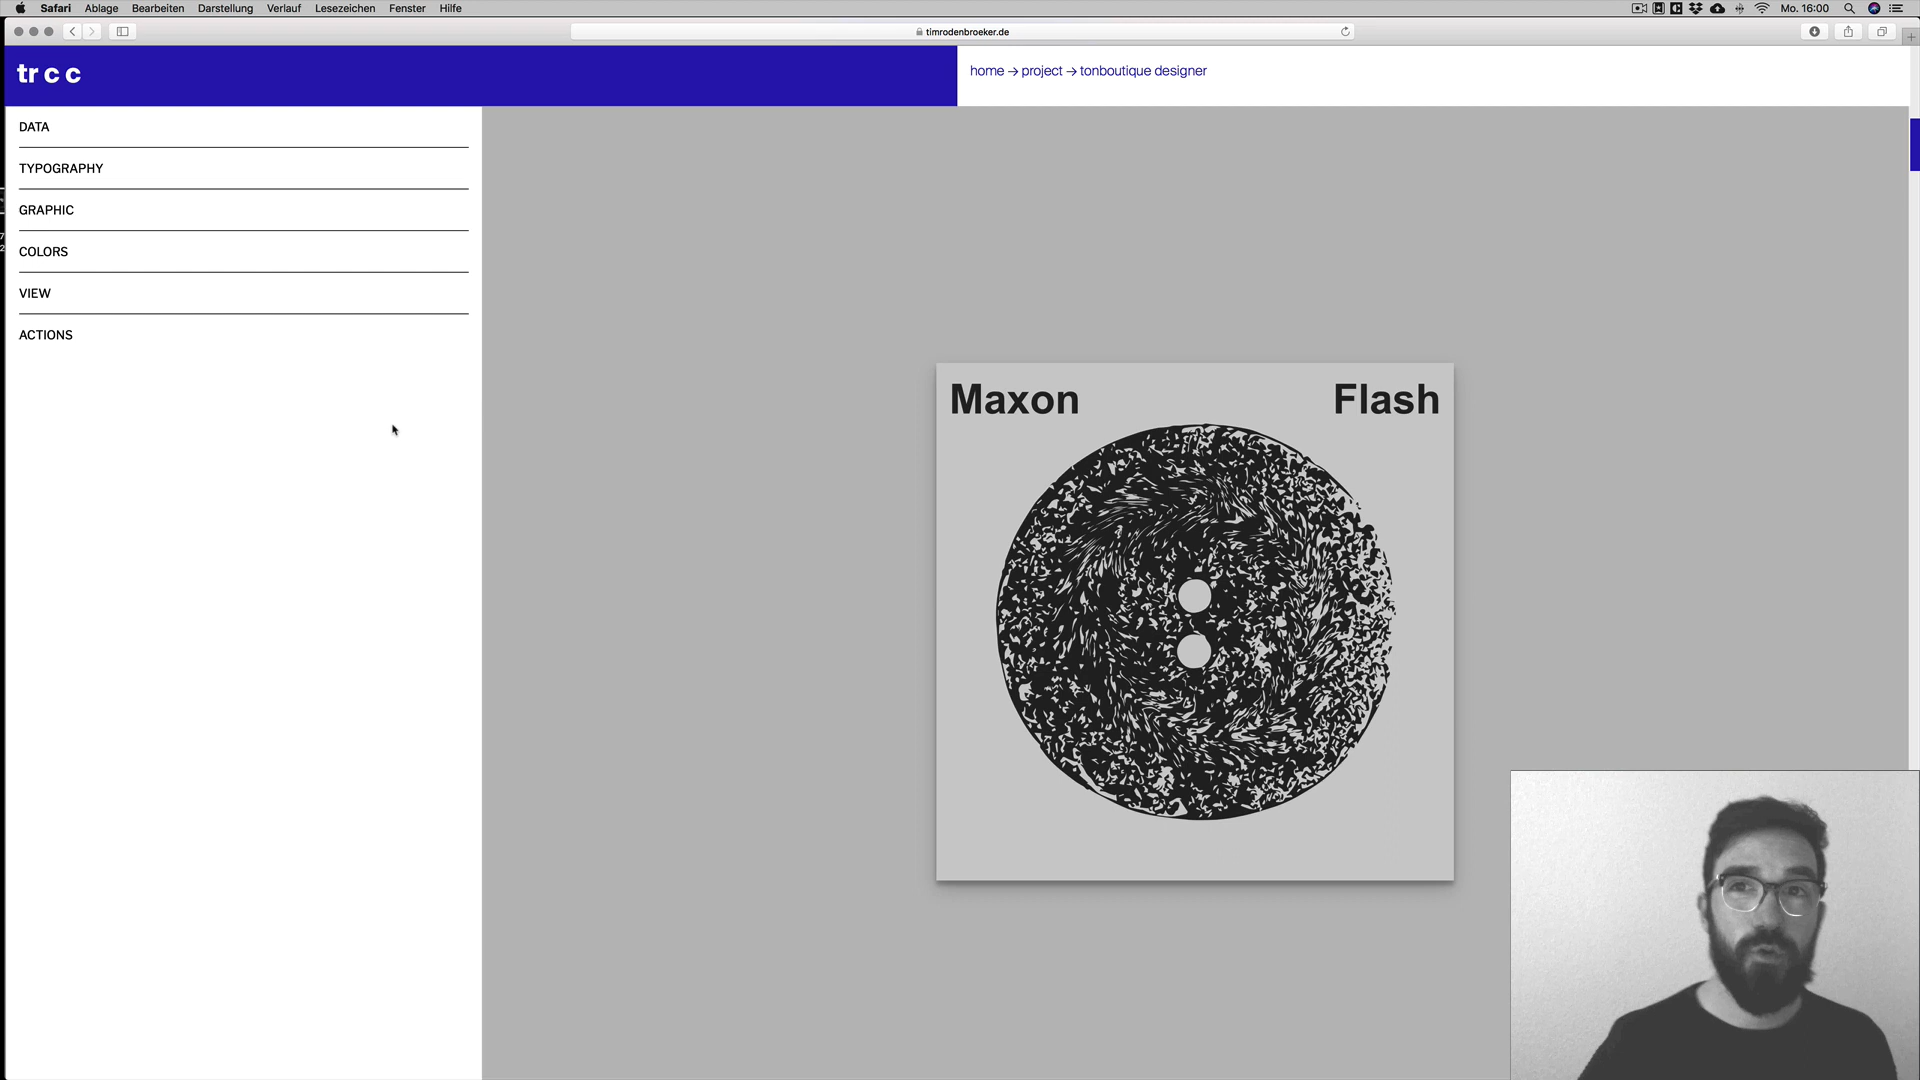 Safari Ablage Bearbeiten Darstellung Verlauf Lesezeichen Fenster Hilfe Mo. 16:00
timrodenbroeker.de
tr c c
home → project → tonboutique designer
DATA
TYPOGRAPHY
GRAPHIC
COLORS
VIEW
ACTIONS
Maxon Flash